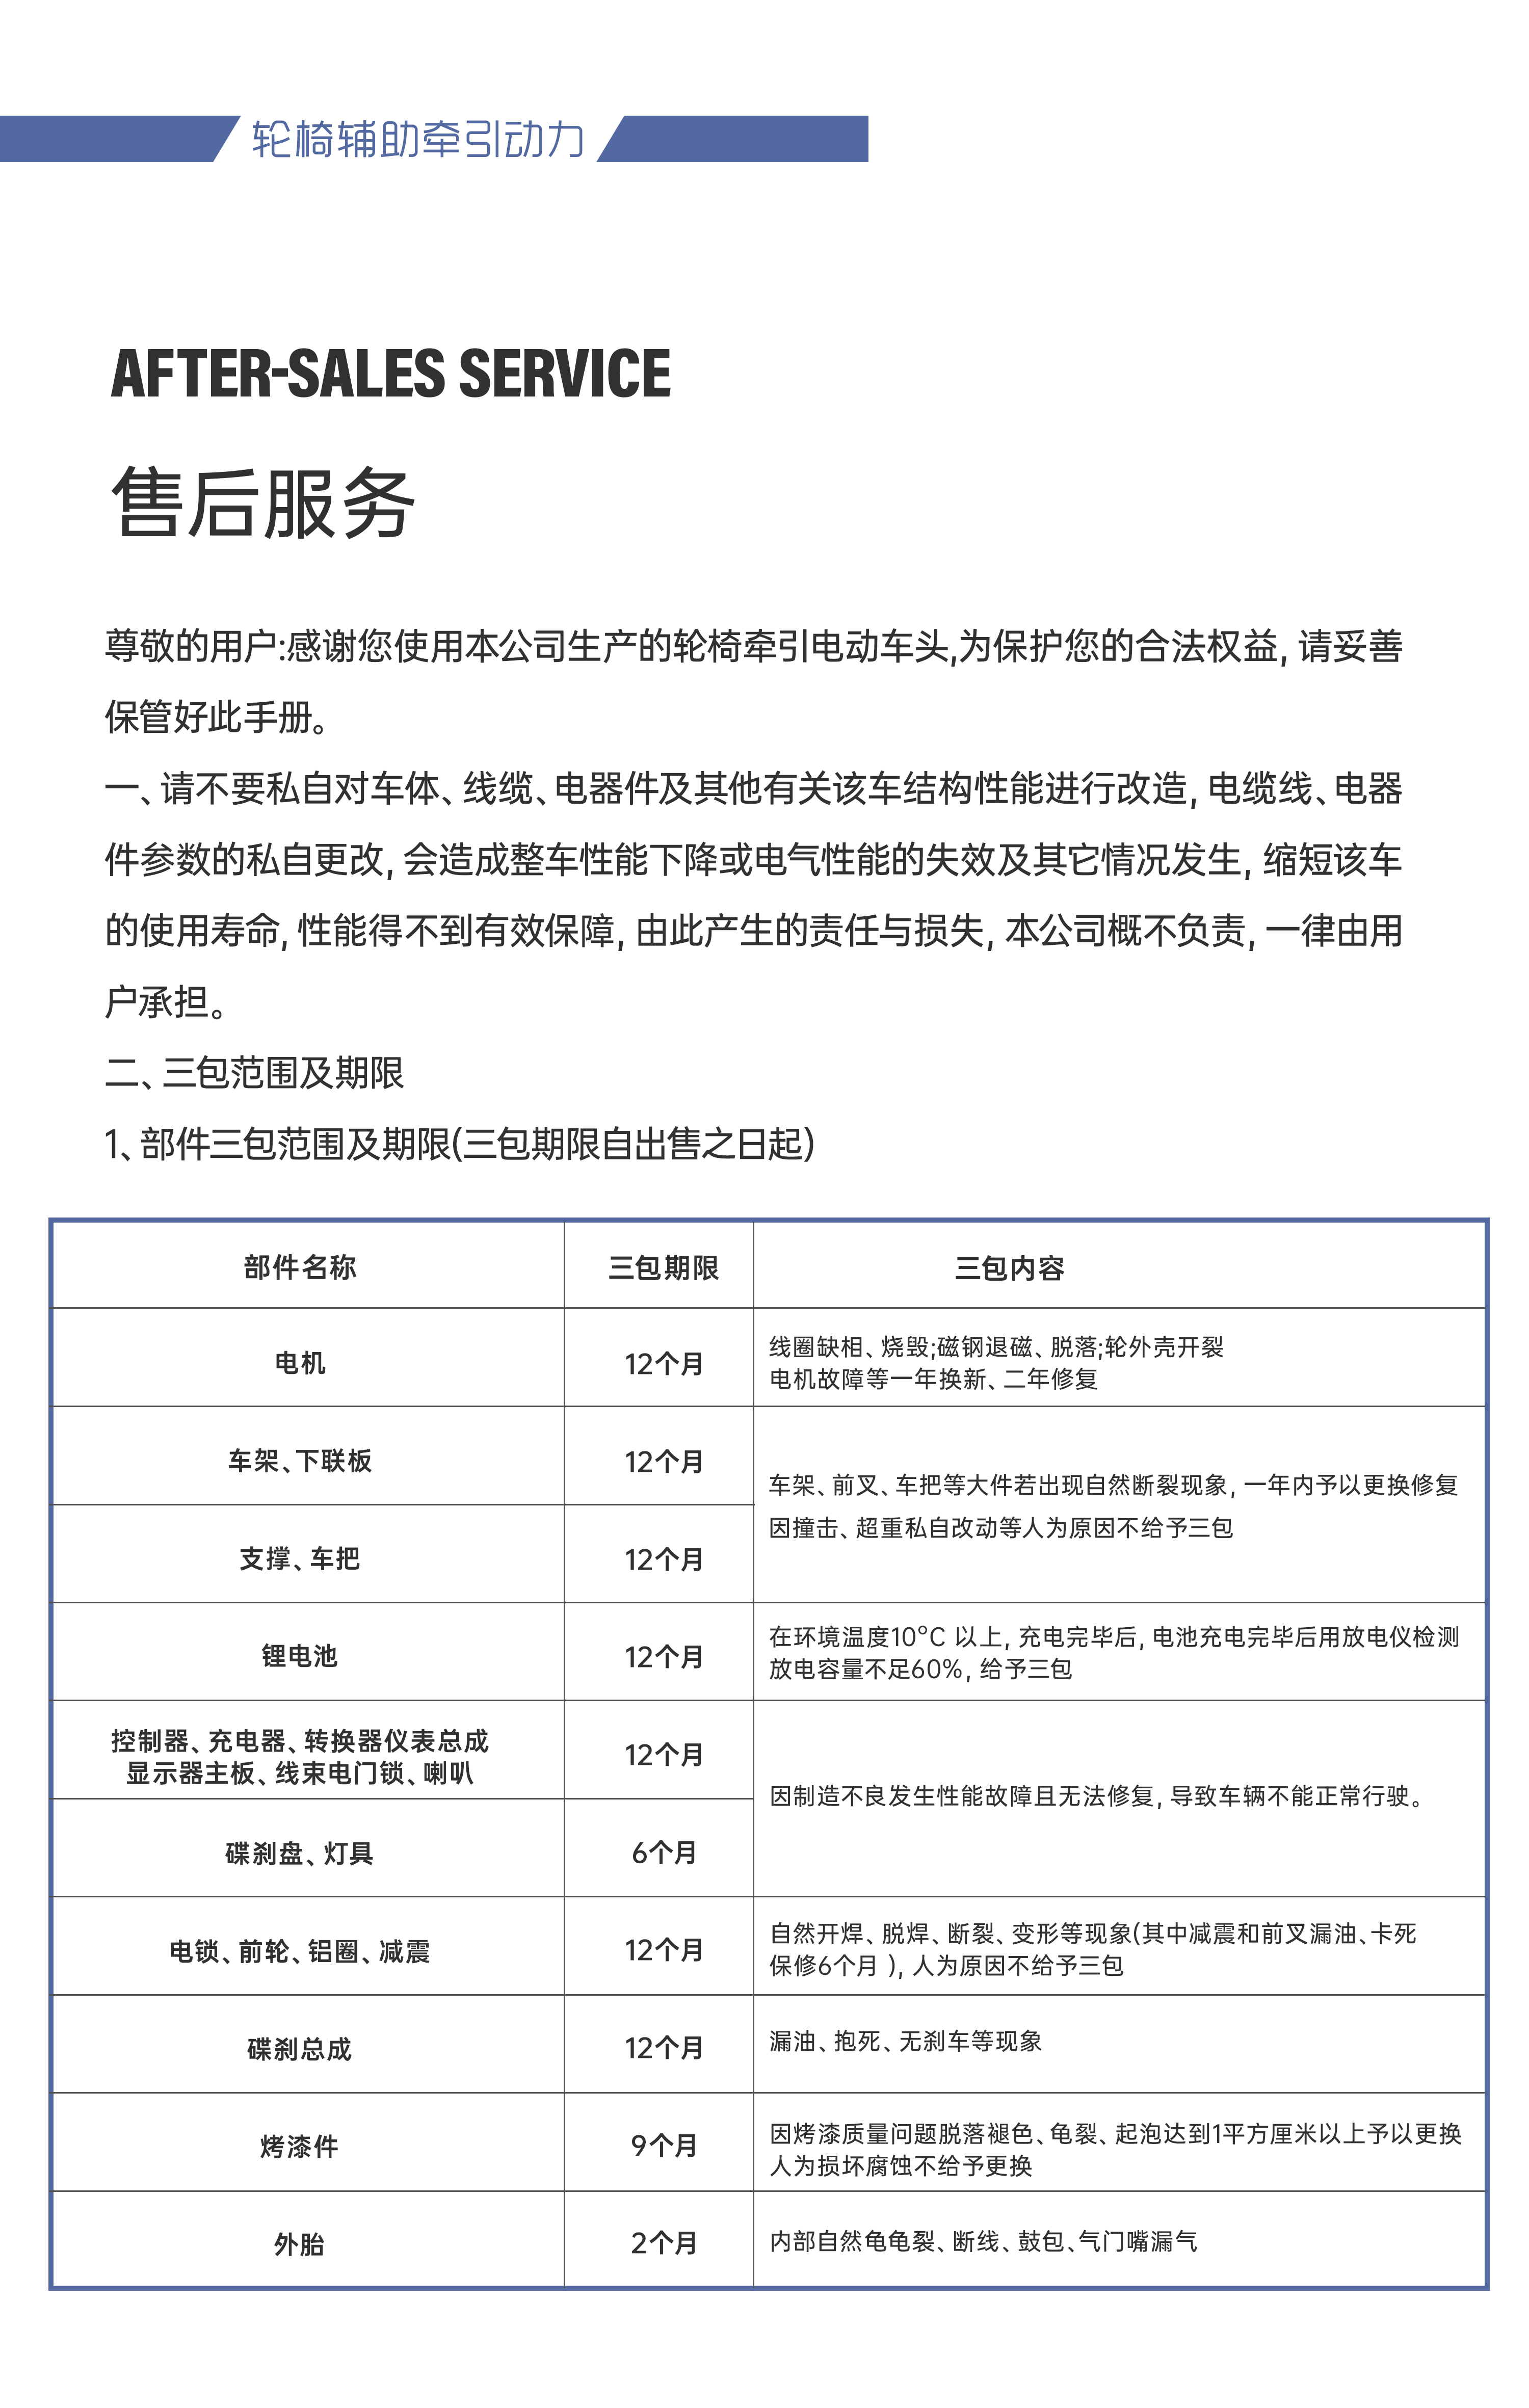 轮椅辅助牵引动力
AFTER-SALES SERVICE
售后服务
尊敬的用户:感谢您使用本公司生产的轮椅牵引电动车头,为保护您的合法权益, 请妥善
保管好此手册。
一、请不要私自对车体、线缆、电器件及其他有关该车结构性能进行改造, 电缆线、电器
件参数的私自更改, 会造成整车性能下降或电气性能的失效及其它情况发生, 缩短该车
的使用寿命, 性能得不到有效保障, 由此产生的责任与损失, 本公司概不负责, 一律由用
户承担。
二、三包范围及期限
1、部件三包范围及期限(三包期限自出售之日起)
部件名称
三包期限
三包内容
电机
12个月
线圈缺相、烧毁;磁钢退磁、脱落;轮外壳开裂
电机故障等一年换新、二年修复
车架、下联板
12个月
车架、前叉、车把等大件若出现自然断裂现象, 一年内予以更换修复
因撞击、超重私自改动等人为原因不给予三包
支撑、车把
12个月
锂电池
12个月
在环境温度10°C 以上, 充电完毕后, 电池充电完毕后用放电仪检测
放电容量不足60%, 给予三包
控制器、充电器、转换器仪表总成
显示器主板、线束电门锁、喇叭
12个月
因制造不良发生性能故障且无法修复, 导致车辆不能正常行驶。
碟刹盘、灯具
6个月
电锁、前轮、铝圈、减震
12个月
自然开焊、脱焊、断裂、变形等现象(其中减震和前叉漏油、卡死
保修6个月 ), 人为原因不给予三包
碟刹总成
12个月
漏油、抱死、无刹车等现象
烤漆件
9个月
因烤漆质量问题脱落褪色、龟裂、起泡达到1平方厘米以上予以更换
人为损坏腐蚀不给予更换
外胎
2个月
内部自然龟龟裂、断线、鼓包、气门嘴漏气